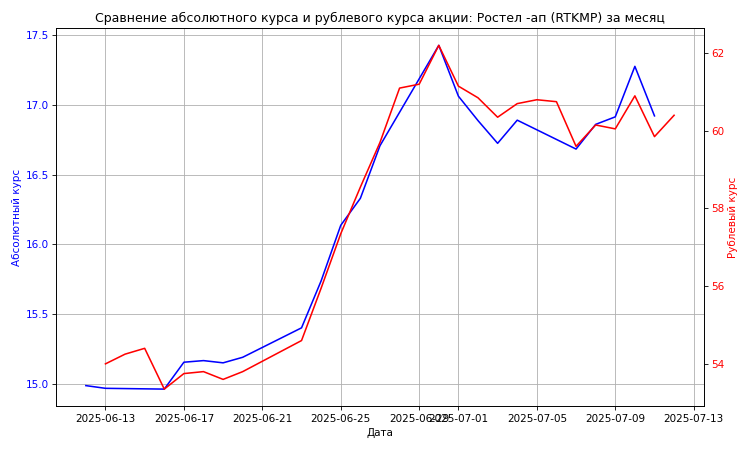 Сравнение абсолютного курса и рублевого курса акции: Ростел -ап (RTKMP) за месяц
17.5
17.0
16.5
16.0
15.5
15.0
Абсолютный курс
62
60
58
56
54
Рублевый курс
2025-06-13 2025-06-17 2025-06-21 2025-06-25 2025-06-29 2025-07-01 2025-07-05 2025-07-09 2025-07-13
Дата